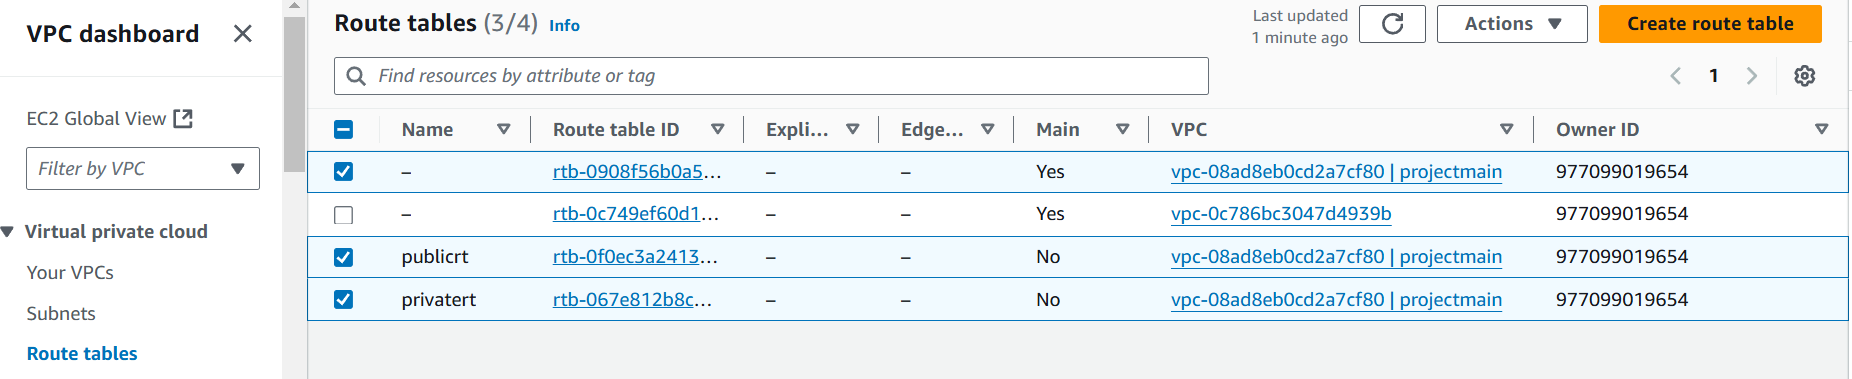 VPC dashboard
EC2 Global View
Filter by VPC
Virtual private cloud
Your VPCs
Subnets
Route tables
Route tables (3/4) Info
Last updated
1 minute ago
Actions
Create route table
Find resources by attribute or tag
1
Name Route table ID Expli... Edge... Main VPC Owner ID
– rtb-0908f56b0a5... – – Yes vpc-08ad8eb0cd2a7cf80 | projectmain 977099019654
– rtb-0c749ef60d1... – – Yes vpc-0c786bc3047d4939b 977099019654
publicrt rtb-0f0ec3a2413... – – No vpc-08ad8eb0cd2a7cf80 | projectmain 977099019654
privatert rtb-067e812b8c... – – No vpc-08ad8eb0cd2a7cf80 | projectmain 977099019654